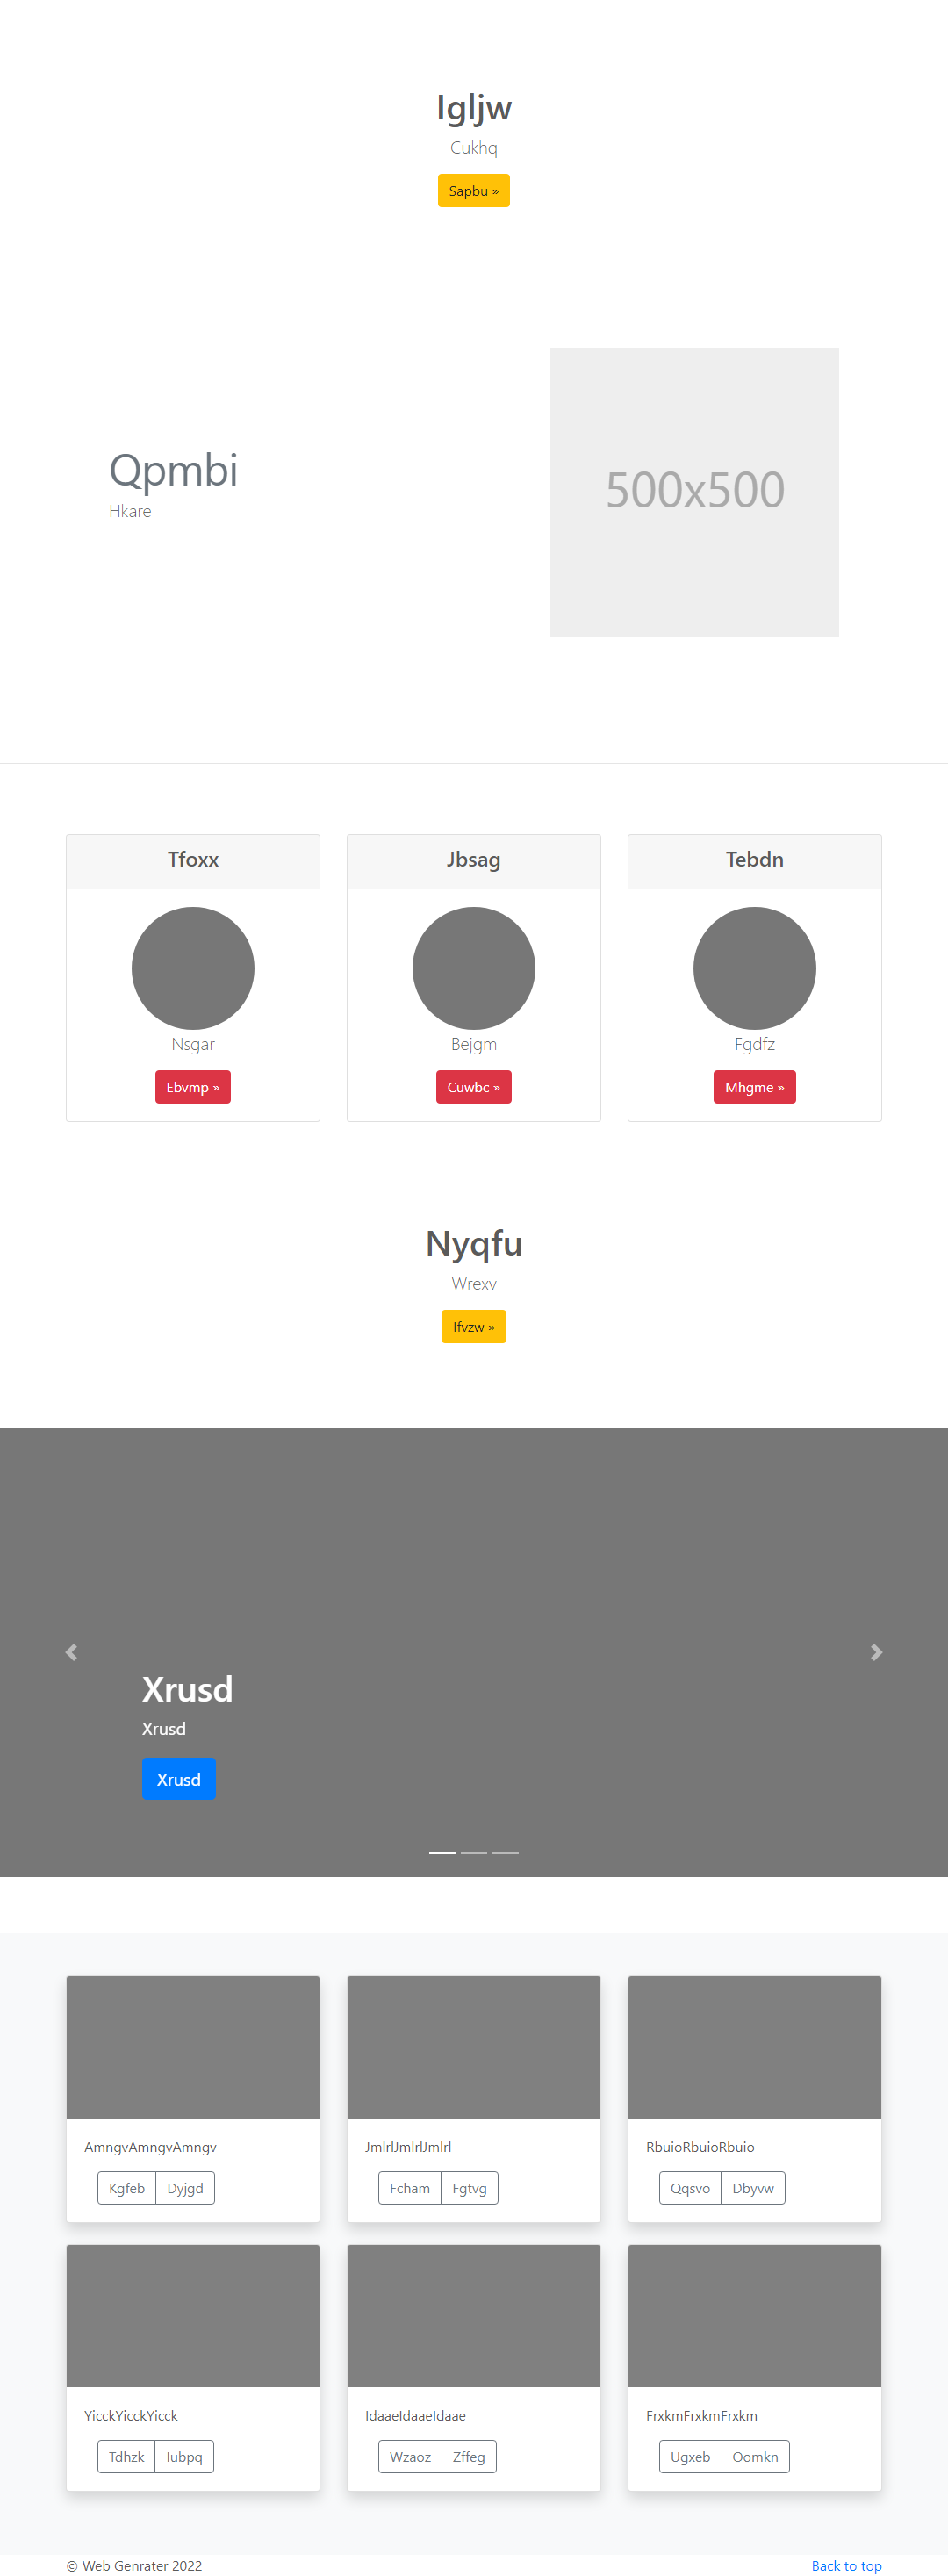 Igljw
Cukhq
Sapbu »
Qpmbi
Hkare
500x500
Tfoxx
Jbsag
Tebdn
Nsgar
Bejgm
Fgdfz
Ebvmp »
Cuwbc »
Mhgme »
Nyqfu
Wrexv
Ifvzw »
Xrusd
Xrusd
Xrusd
AmngvAmngvAmngv
JmlrlJmlrlJmlrl
RbuioRbuioRbuio
Kgfeb Dyjgd
Fcham Fgtvg
Qqsvo Dbyvw
YicckYicckYicck
IdaaeIdaaeIdaae
FrxkmFrxkmFrxkm
Tdhzk Iubpq
Wzaoz Zffeg
Ugxeb Oomkn
© Web Genrater 2022
Back to top